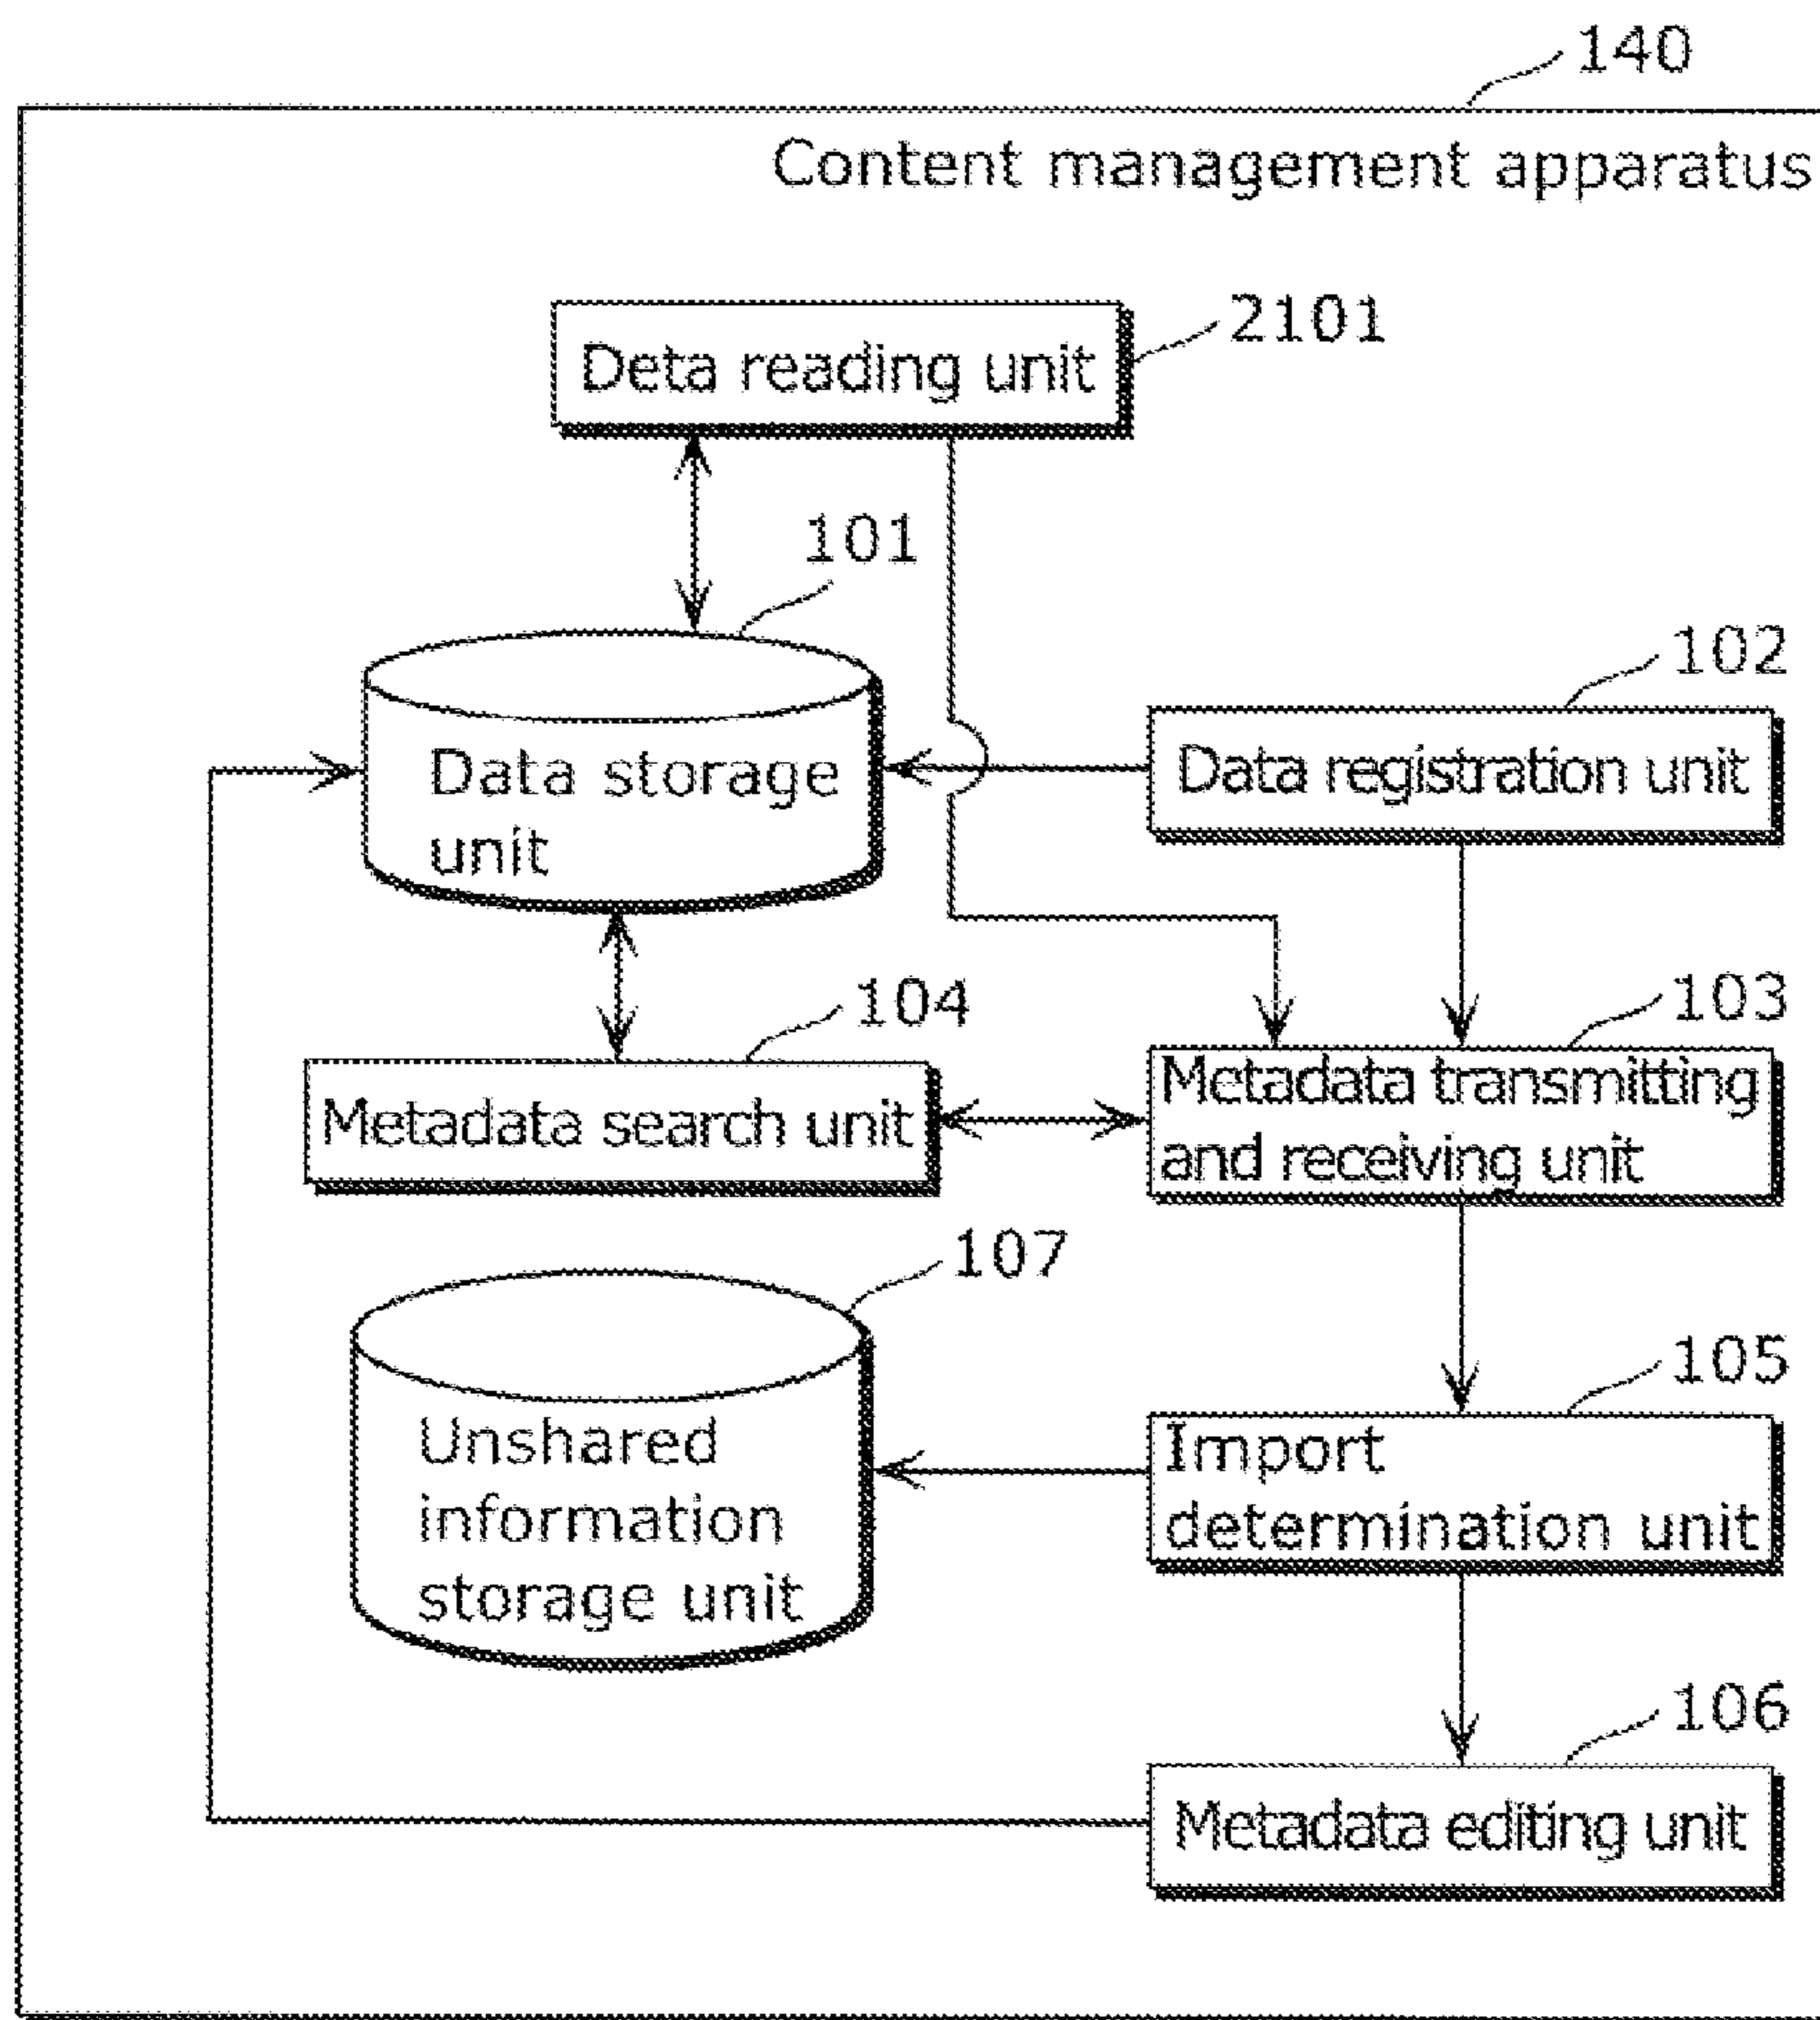 140
Content management apparatus
2101
Deta reading unit
101
102
Data storage
unit
Data registration unit
104
103
Metadata search unit
Metadata transmitting
and receiving unit
107
105
Unshared
information
storage unit
Import
determination unit
106
Metadata editing unit